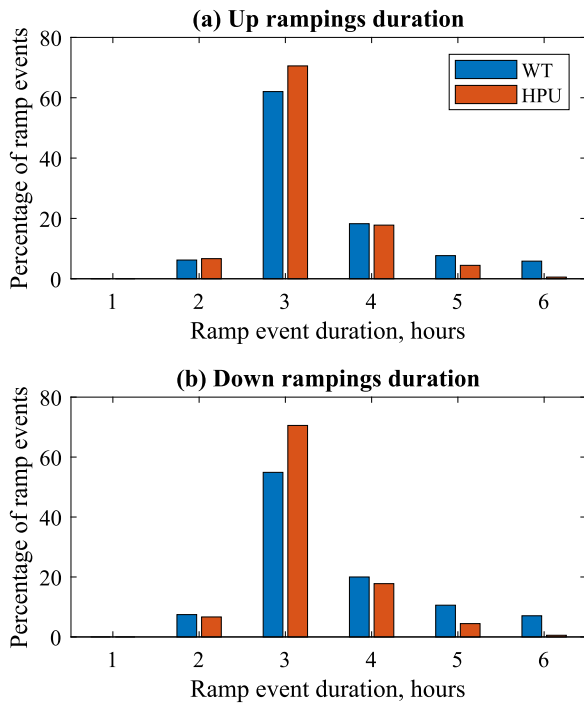 (a) Up rampings duration
80
60
40
20
0
Percentage of ramp events
WT
HPU
1 2 3 4 5 6
Ramp event duration, hours
(b) Down rampings duration
80
60
40
20
0
Percentage of ramp events
1 2 3 4 5 6
Ramp event duration, hours